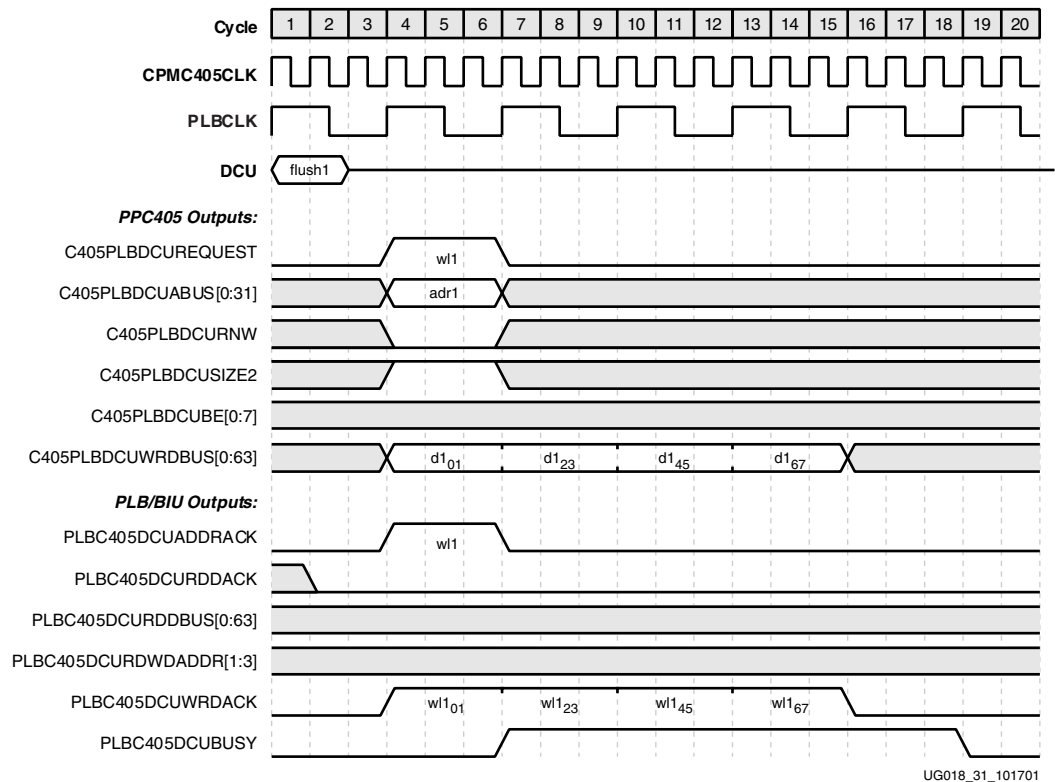 Cycle 1 2 3 4 5 6 7 8 9 10 11 12 13 14 15 16 17 18 19 20
CPMC405CLK
PLBCLK
DCU flush1
PPC405 Outputs:
C405PLBDCUREQUEST wl1
C405PLBDCUABUS[0:31] adr1
C405PLBDCURNW
C405PLBDCUSIZE2
C405PLBDCUBE[0:7]
C405PLBDCUWRDBUS[0:63] d101 d123 d145 d167
PLB/BIU Outputs:
PLBC405DCUADDRACK wl1
PLBC405DCURDDACK
PLBC405DCURDDBUS[0:63]
PLBC405DCURDWDADDR[1:3]
PLBC405DCUWRDACK wl101 wl123 wl145 wl167
PLBC405DCUBUSY
UG018_31_101701